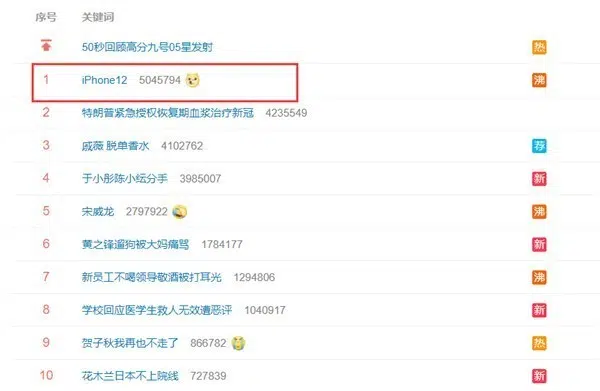 序号 关键词
50秒回顾高分九号05星发射 热
1 iPhone12 5045794 沸
2 特朗普紧急授权恢复期血浆治疗新冠 4235549
3 戚薇 脱单香水 4102762 荐
4 于小彤陈小纭分手 3985007 新
5 宋威龙 2797922 沸
6 黄之锋遛狗被大妈痛骂 1784177 新
7 新员工不喝领导敬酒被打耳光 1294806 沸
8 学校回应医学生救人无效遭恶评 1040917 新
9 贺子秋我再也不走了 866782 热
10 花木兰日本不上院线 727839 新